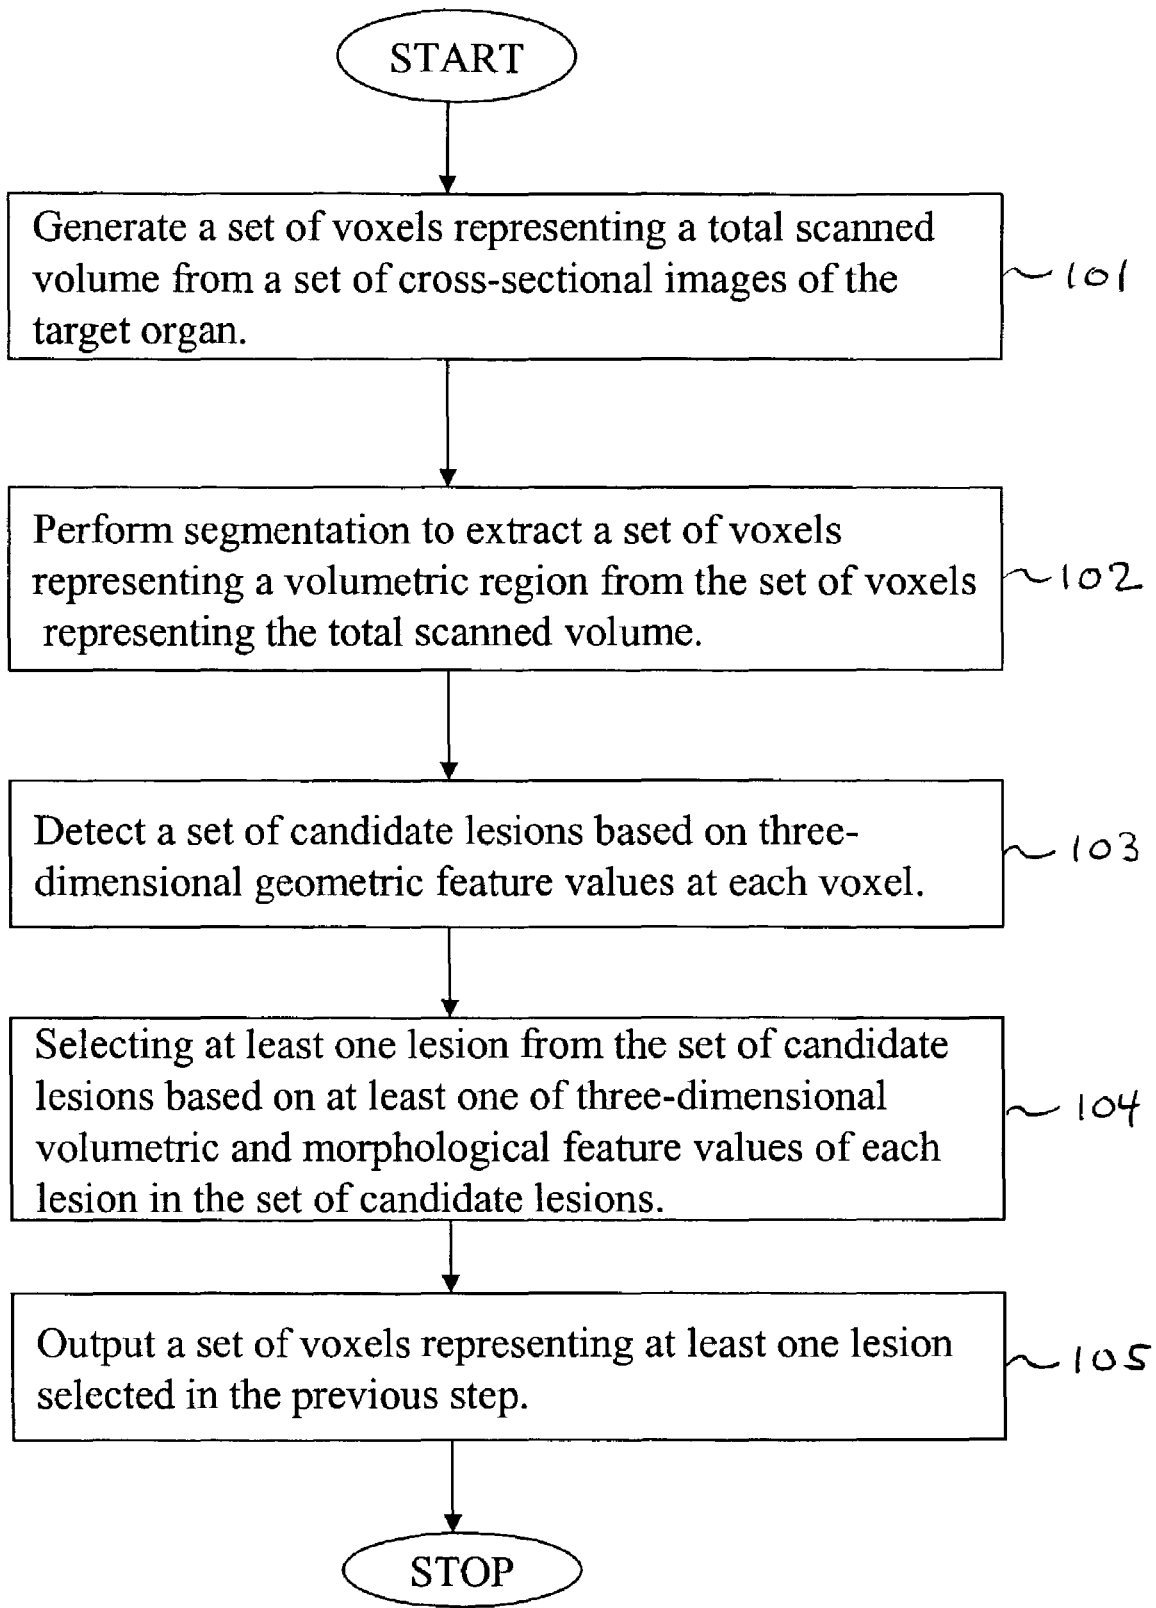 START
Generate a set of voxels representing a total scanned
volume from a set of cross-sectional images of the
target organ.
101
Perform segmentation to extract a set of voxels
representing a volumetric region from the set of voxels
representing the total scanned volume.
102
Detect a set of candidate lesions based on three-
dimensional geometric feature values at each voxel.
103
Selecting at least one lesion from the set of candidate
lesions based on at least one of three-dimensional
volumetric and morphological feature values of each
lesion in the set of candidate lesions.
104
Output a set of voxels representing at least one lesion
selected in the previous step.
105
STOP